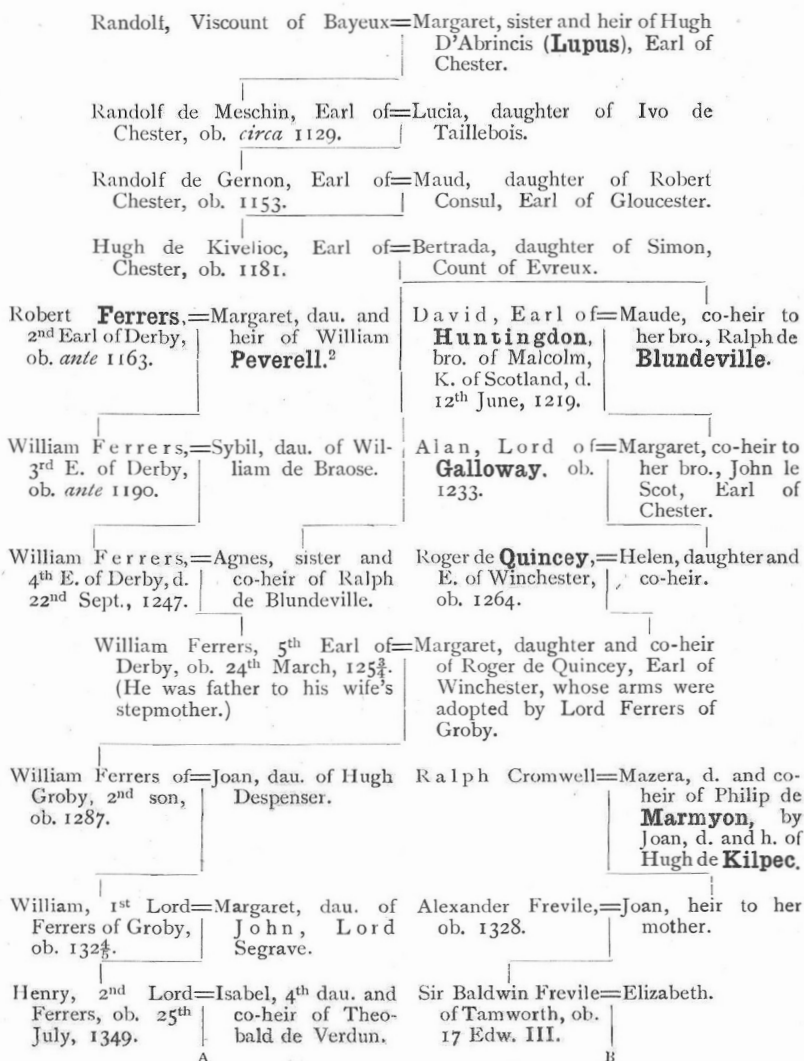 Randolf, Viscount of Bayeux=Margaret, sister and heir of Hugh
D'Abrincis (Lupus), Earl of
Chester.
Randolf de Meschin, Earl of=Lucia, daughter of Ivo de
Chester, ob. circa 1129. Taillebois.
Randolf de Gernon, Earl of=Maud, daughter of Robert
Chester, ob. 1153. Consul, Earl of Gloucester.
Hugh de Kivelioc, Earl of=Bertrada, daughter of Simon,
Chester, ob. 1181. Count of Evreux.
Robert Ferrers,=Margaret, dau. and
2nd Earl of Derby, heir of William
ob. ante 1163. Peverell.²
David, Earl of=Maude, co-heir to
Huntingdon, her bro., Ralph de
bro. of Malcolm, Blundeville.
K. of Scotland, d.
12th June, 1219.
William Ferrers,=Sybil, dau. of Wil-
3rd E. of Derby, liam de Braose.
ob. ante 1190.
Alan, Lord of=Margaret, co-heir to
Galloway. ob. her bro., John le
1233. Scot, Earl of
Chester.
William Ferrers,=Agnes, sister and
4th E. of Derby, d. co-heir of Ralph
22nd Sept., 1247. de Blundeville.
Roger de Quincey,=Helen, daughter and
E. of Winchester, co-heir.
ob. 1264.
William Ferrers, 5th Earl of=Margaret, daughter and co-heir
Derby, ob. 24th March, 125¾. of Roger de Quincey, Earl of
(He was father to his wife's Winchester, whose arms were
stepmother.) adopted by Lord Ferrers of
Groby.
William Ferrers of=Joan, dau. of Hugh
Groby, 2nd son, Despenser.
ob. 1287.
Ralph Cromwell=Mazera, d. and co-
heir of Philip de
Marmyon, by
Joan, d. and h. of
Hugh de Kilpec.
William, 1st Lord=Margaret, dau. of
Ferrers of Groby, John, Lord
ob. 132⅘. Segrave.
Alexander Frevile,=Joan, heir to her
ob. 1328. mother.
Henry, 2nd Lord=Isabel, 4th dau. and
Ferrers, ob. 25th co-heir of Theo-
July, 1349. bald de Verdun.
A
Sir Baldwin Frevile=Elizabeth.
of Tamworth, ob.
17 Edw. III.
B